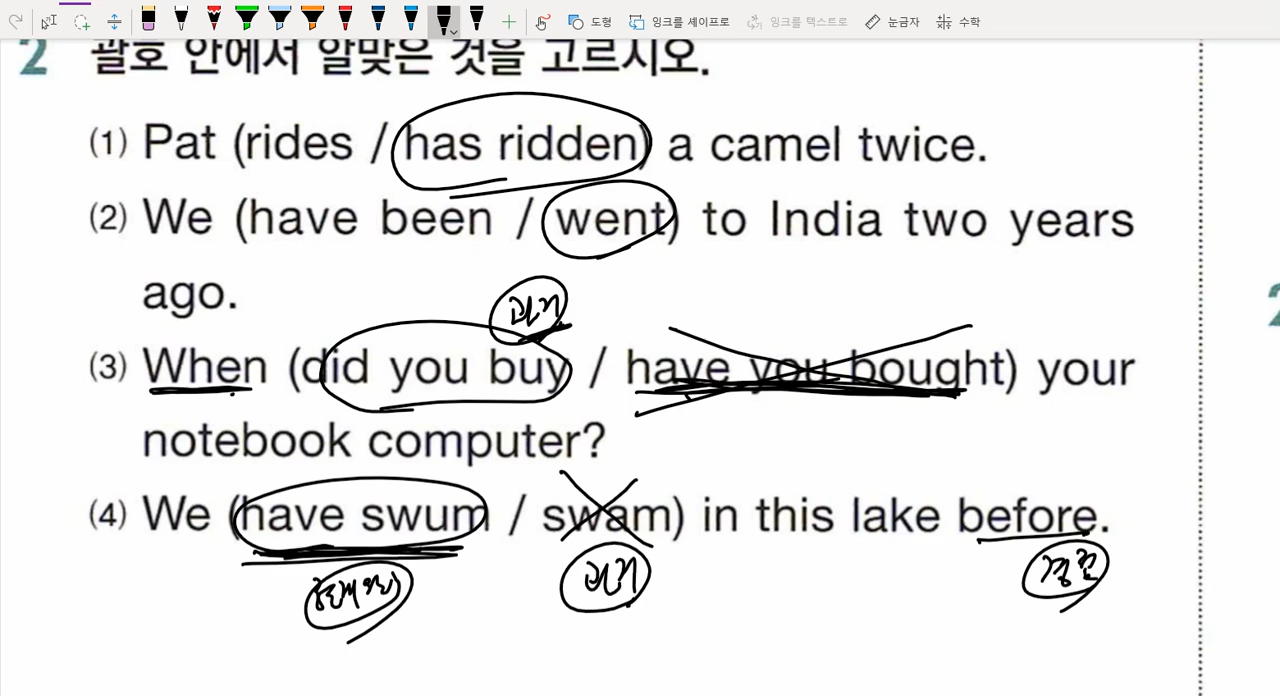 도형 잉크를 셰이프로 잉크를 텍스트로 눈금자 수학
2 괄호 안에서 알맞은 것을 고르시오.
(1) Pat (rides / has ridden) a camel twice.
(2) We (have been / went) to India two years
ago.
과거
(3) When (did you buy / have you bought) your
notebook computer?
(4) We (have swum / swam) in this lake before.
현재완료 과거 경험
2